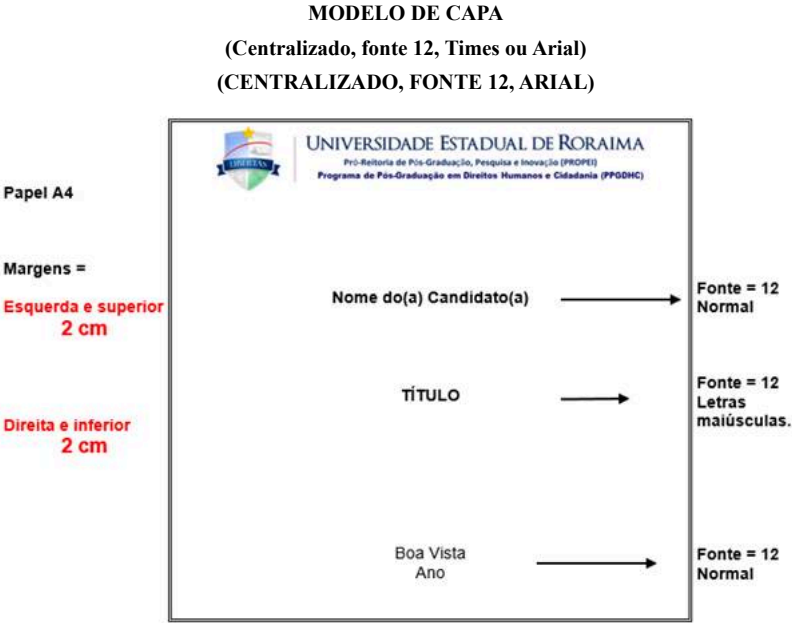 MODELO DE CAPA
(Centralizado, fonte 12, Times ou Arial)
(CENTRALIZADO, FONTE 12, ARIAL)
LIBERTAS
UNIVERSIDADE ESTADUAL DE RORAIMA
Pró-Reitoria de Pós-Graduação, Pesquisa e Inovação (PROPEI)
Programa de Pós-Graduação em Direitos Humanos e Cidadania (PPGDHC)
Papel A4
Margens =
Esquerda e superior
2 cm
Nome do(a) Candidato(a)
Fonte = 12
Normal
TÍTULO
Fonte = 12
Letras
maiúsculas.
Direita e inferior
2 cm
Boa Vista
Ano
Fonte = 12
Normal